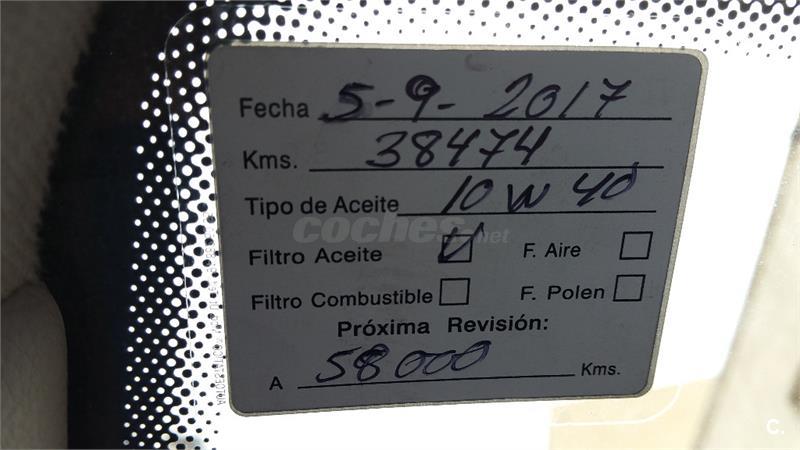 Fecha 5-9-2017
Kms. 38474
Tipo de Aceite 10 W 40
coches.net
Filtro Aceite F. Aire
Filtro Combustible F. Polen
Próxima Revisión:
A 58000 Kms.
C.